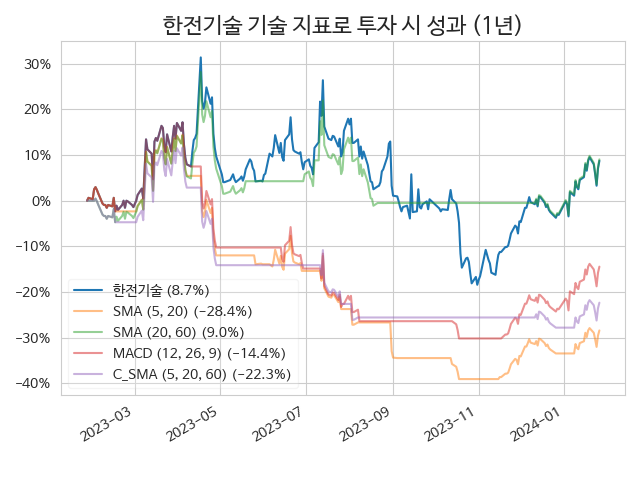 한전기술 기술 지표로 투자 시 성과 (1년)
30%
20%
10%
0%
−10%
−20%
−30%
−40%
한전기술 (8.7%)
SMA (5, 20) (−28.4%)
SMA (20, 60) (9.0%)
MACD (12, 26, 9) (−14.4%)
C_SMA (5, 20, 60) (−22.3%)
2023−03
2023−05
2023−07
2023−09
2023−11
2024−01